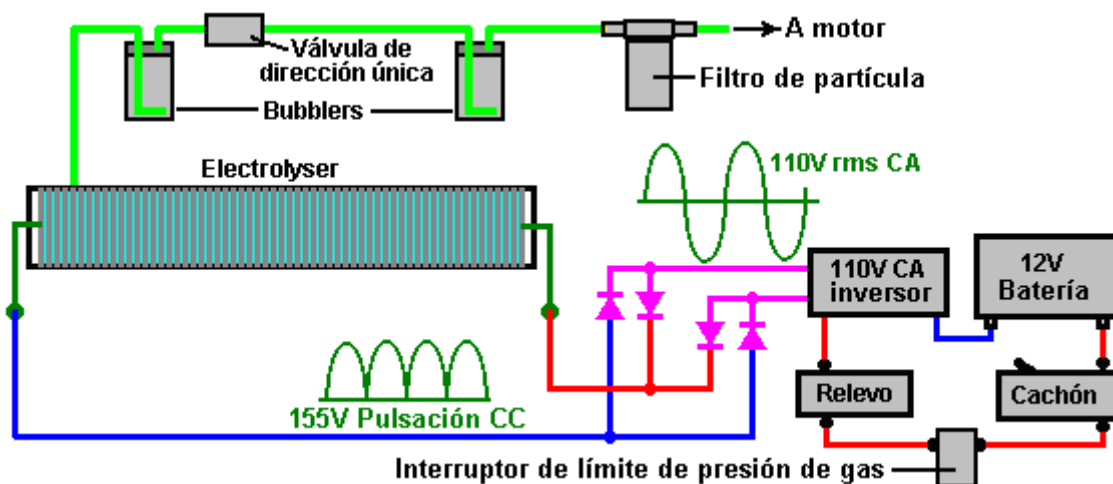 A motor
Válvula de
dirección única
Filtro de partícula
Bubblers
Electrolyser
110V rms CA
110V CA
inversor
12V
Batería
155V Pulsación CC
Relevo
Cachón
Interruptor de límite de presión de gas